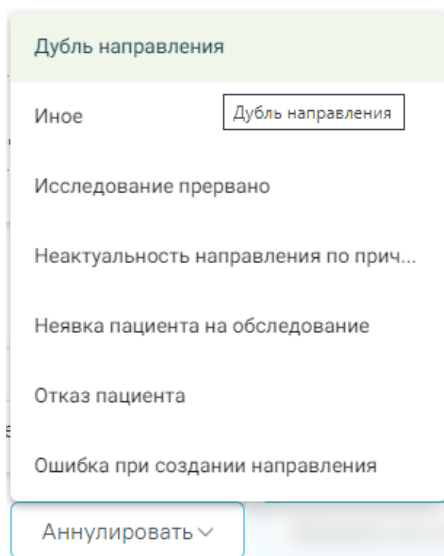 Дубль направления
Иное
Дубль направления
Исследование прервано
Неактуальность направления по прич...
Неявка пациента на обследование
Отказ пациента
Ошибка при создании направления
Аннулировать